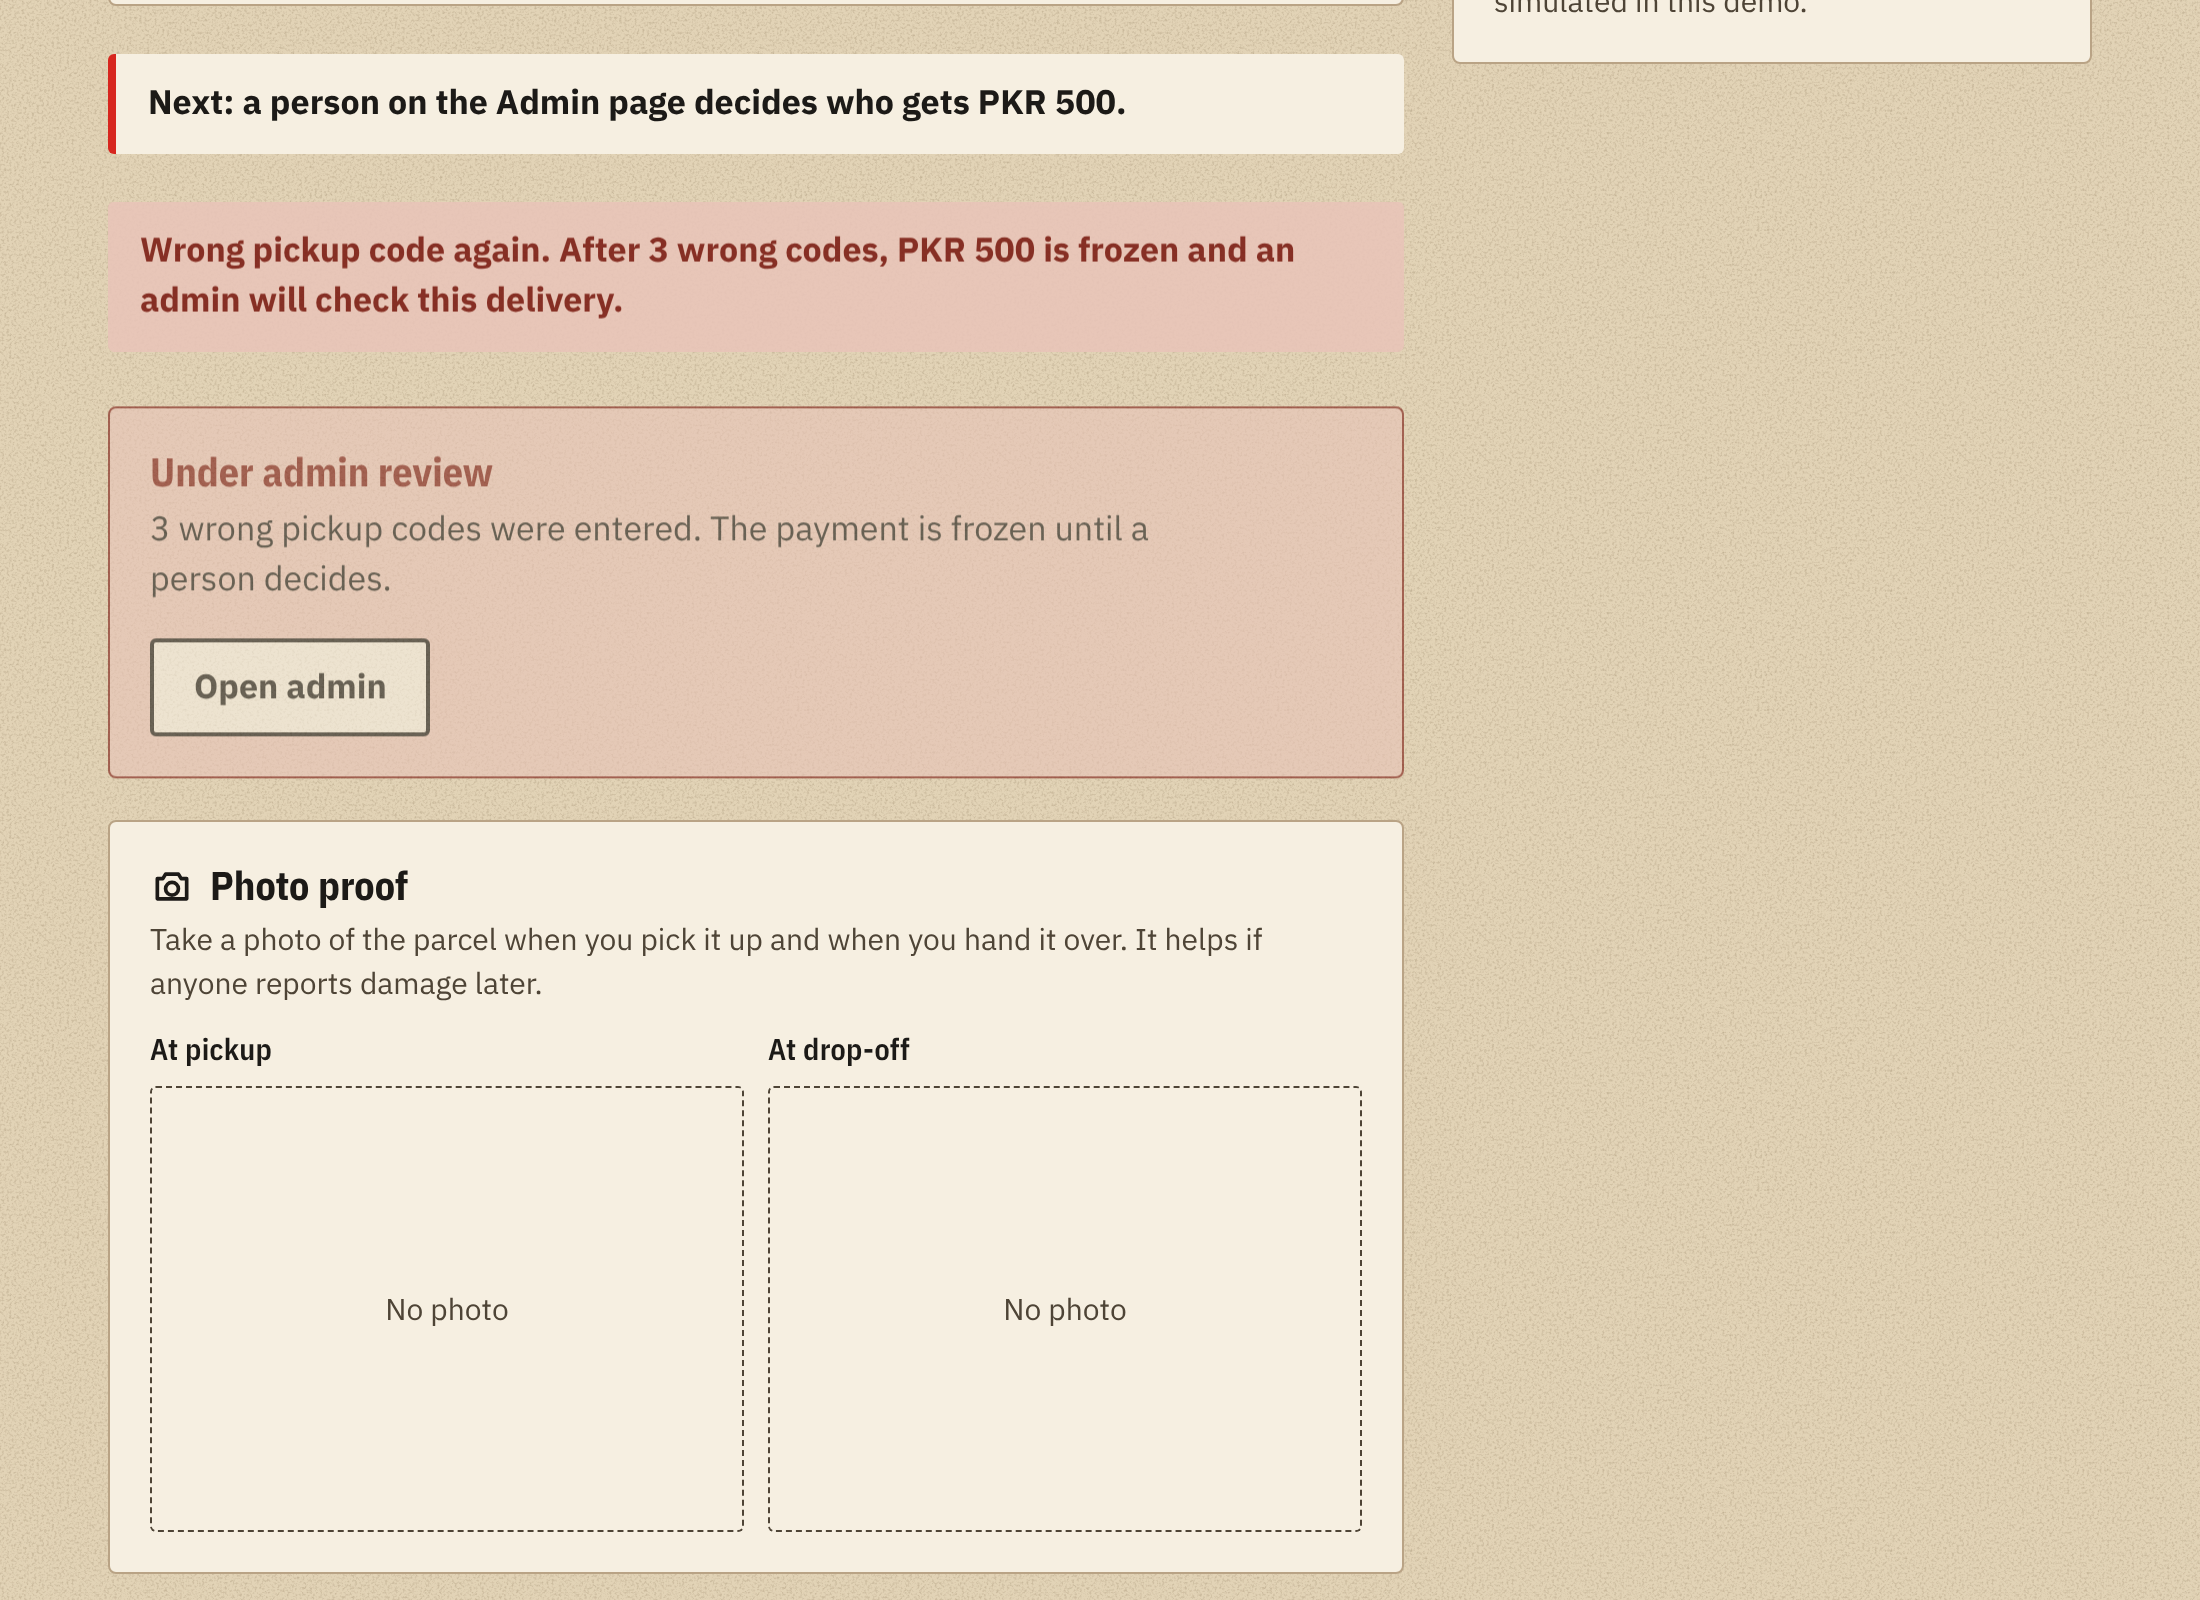 simulated in this demo.
Next: a person on the Admin page decides who gets PKR 500.
Wrong pickup code again. After 3 wrong codes, PKR 500 is frozen and an
admin will check this delivery.
Under admin review
3 wrong pickup codes were entered. The payment is frozen until a
person decides.
Open admin
Photo proof
Take a photo of the parcel when you pick it up and when you hand it over. It helps if
anyone reports damage later.
At pickup
At drop-off
No photo
No photo